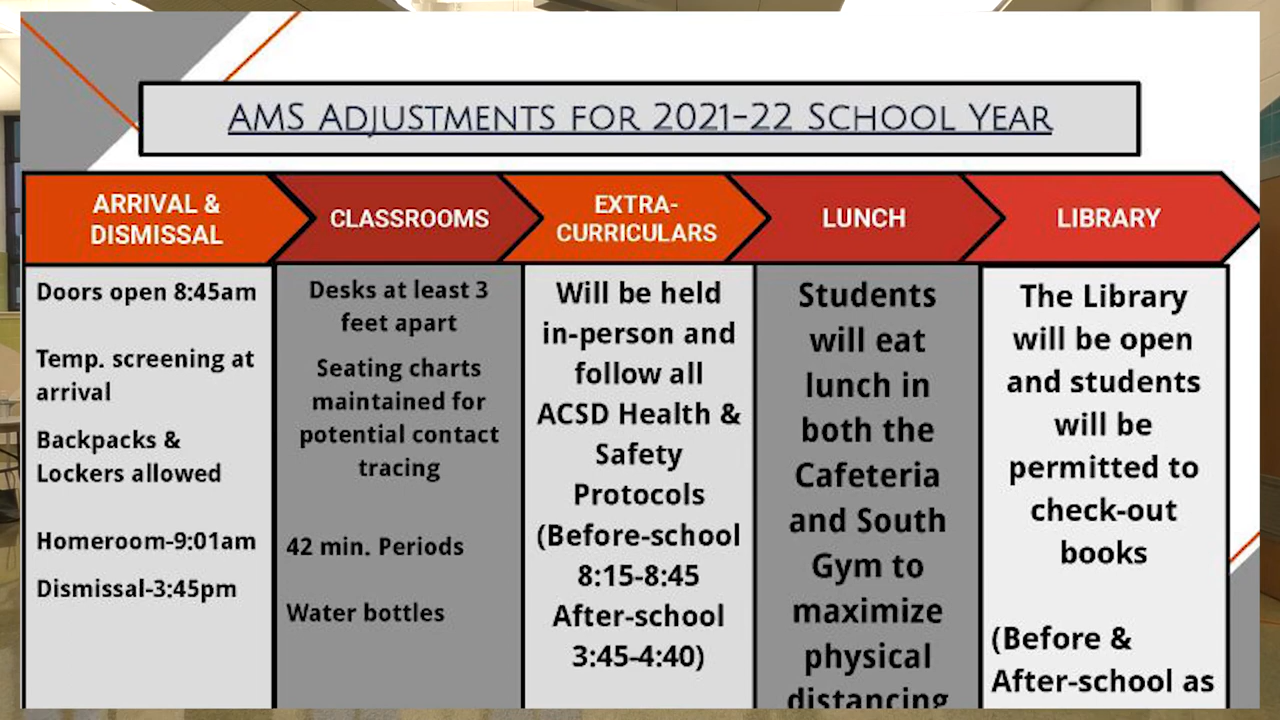 AMS ADJUSTMENTS FOR 2021-22 SCHOOL YEAR
ARRIVAL &
DISMISSAL
Doors open 8:45am
Temp. screening at
arrival
Backpacks &
Lockers allowed
Homeroom-9:01am
Dismissal-3:45pm
CLASSROOMS
Desks at least 3
feet apart
Seating charts
maintained for
potential contact
tracing
42 min. Periods
Water bottles
EXTRA-
CURRICULARS
Will be held
in-person and
follow all
ACSD Health &
Safety
Protocols
(Before-school
8:15-8:45
After-school
3:45-4:40)
LUNCH
Students
will eat
lunch in
both the
Cafeteria
and South
Gym to
maximize
physical
distancing
LIBRARY
The Library
will be open
and students
will be
permitted to
check-out
books
(Before &
After-school as